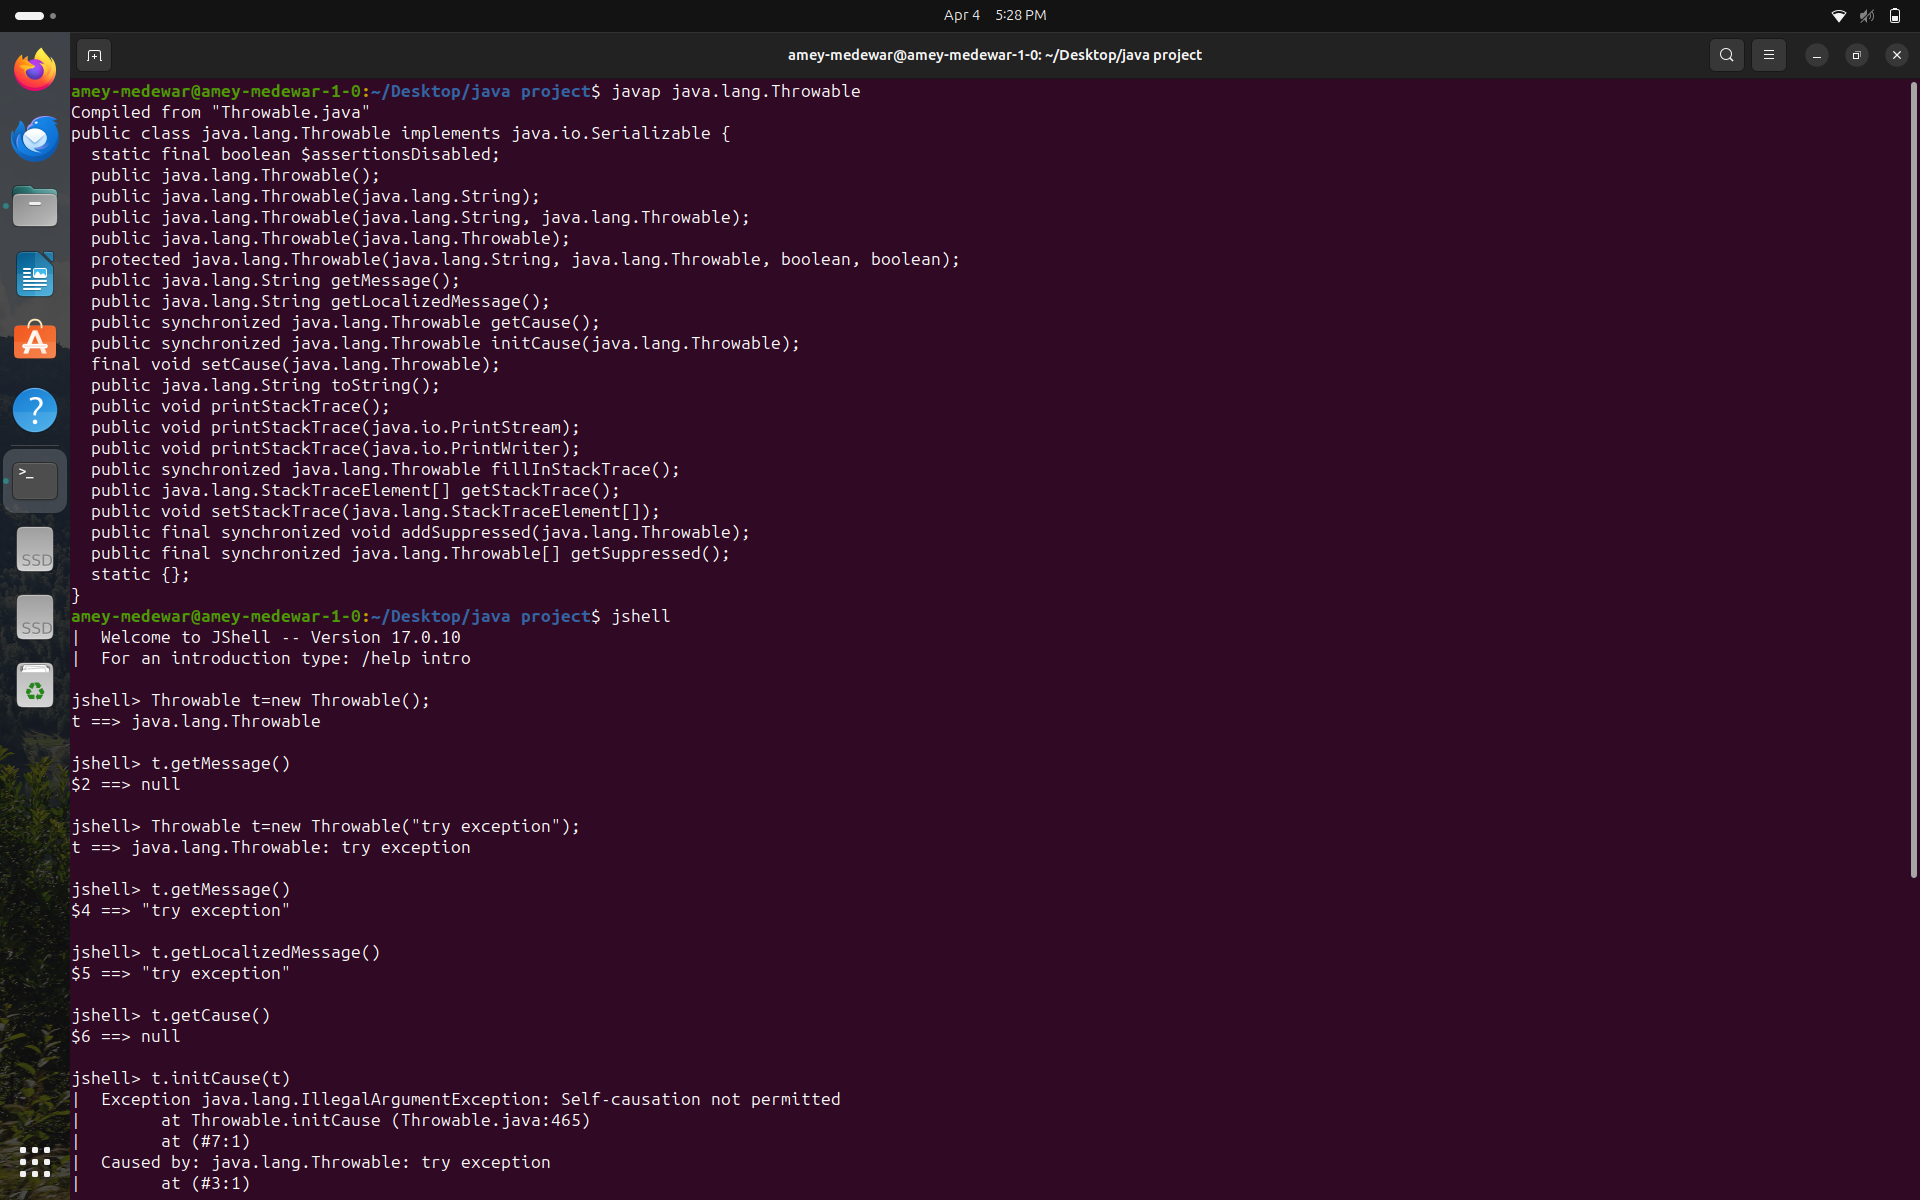 Apr 4 5:28 PM
amey-medewar@amey-medewar-1-0: ~/Desktop/java project
amey-medewar@amey-medewar-1-0:~/Desktop/java project$ javap java.lang.Throwable
Compiled from "Throwable.java"
public class java.lang.Throwable implements java.io.Serializable {
  static final boolean $assertionsDisabled;
  public java.lang.Throwable();
  public java.lang.Throwable(java.lang.String);
  public java.lang.Throwable(java.lang.String, java.lang.Throwable);
  public java.lang.Throwable(java.lang.Throwable);
  protected java.lang.Throwable(java.lang.String, java.lang.Throwable, boolean, boolean);
  public java.lang.String getMessage();
  public java.lang.String getLocalizedMessage();
  public synchronized java.lang.Throwable getCause();
  public synchronized java.lang.Throwable initCause(java.lang.Throwable);
  final void setCause(java.lang.Throwable);
  public java.lang.String toString();
  public void printStackTrace();
  public void printStackTrace(java.io.PrintStream);
  public void printStackTrace(java.io.PrintWriter);
  public synchronized java.lang.Throwable fillInStackTrace();
  public java.lang.StackTraceElement[] getStackTrace();
  public void setStackTrace(java.lang.StackTraceElement[]);
  public final synchronized void addSuppressed(java.lang.Throwable);
  public final synchronized java.lang.Throwable[] getSuppressed();
  static {};
}
amey-medewar@amey-medewar-1-0:~/Desktop/java project$ jshell
|  Welcome to JShell -- Version 17.0.10
|  For an introduction type: /help intro
jshell> Throwable t=new Throwable();
t ==> java.lang.Throwable
jshell> t.getMessage()
$2 ==> null
jshell> Throwable t=new Throwable("try exception");
t ==> java.lang.Throwable: try exception
jshell> t.getMessage()
$4 ==> "try exception"
jshell> t.getLocalizedMessage()
$5 ==> "try exception"
jshell> t.getCause()
$6 ==> null
jshell> t.initCause(t)
|  Exception java.lang.IllegalArgumentException: Self-causation not permitted
|        at Throwable.initCause (Throwable.java:465)
|        at (#7:1)
|  Caused by: java.lang.Throwable: try exception
|        at (#3:1)
SSD
SSD